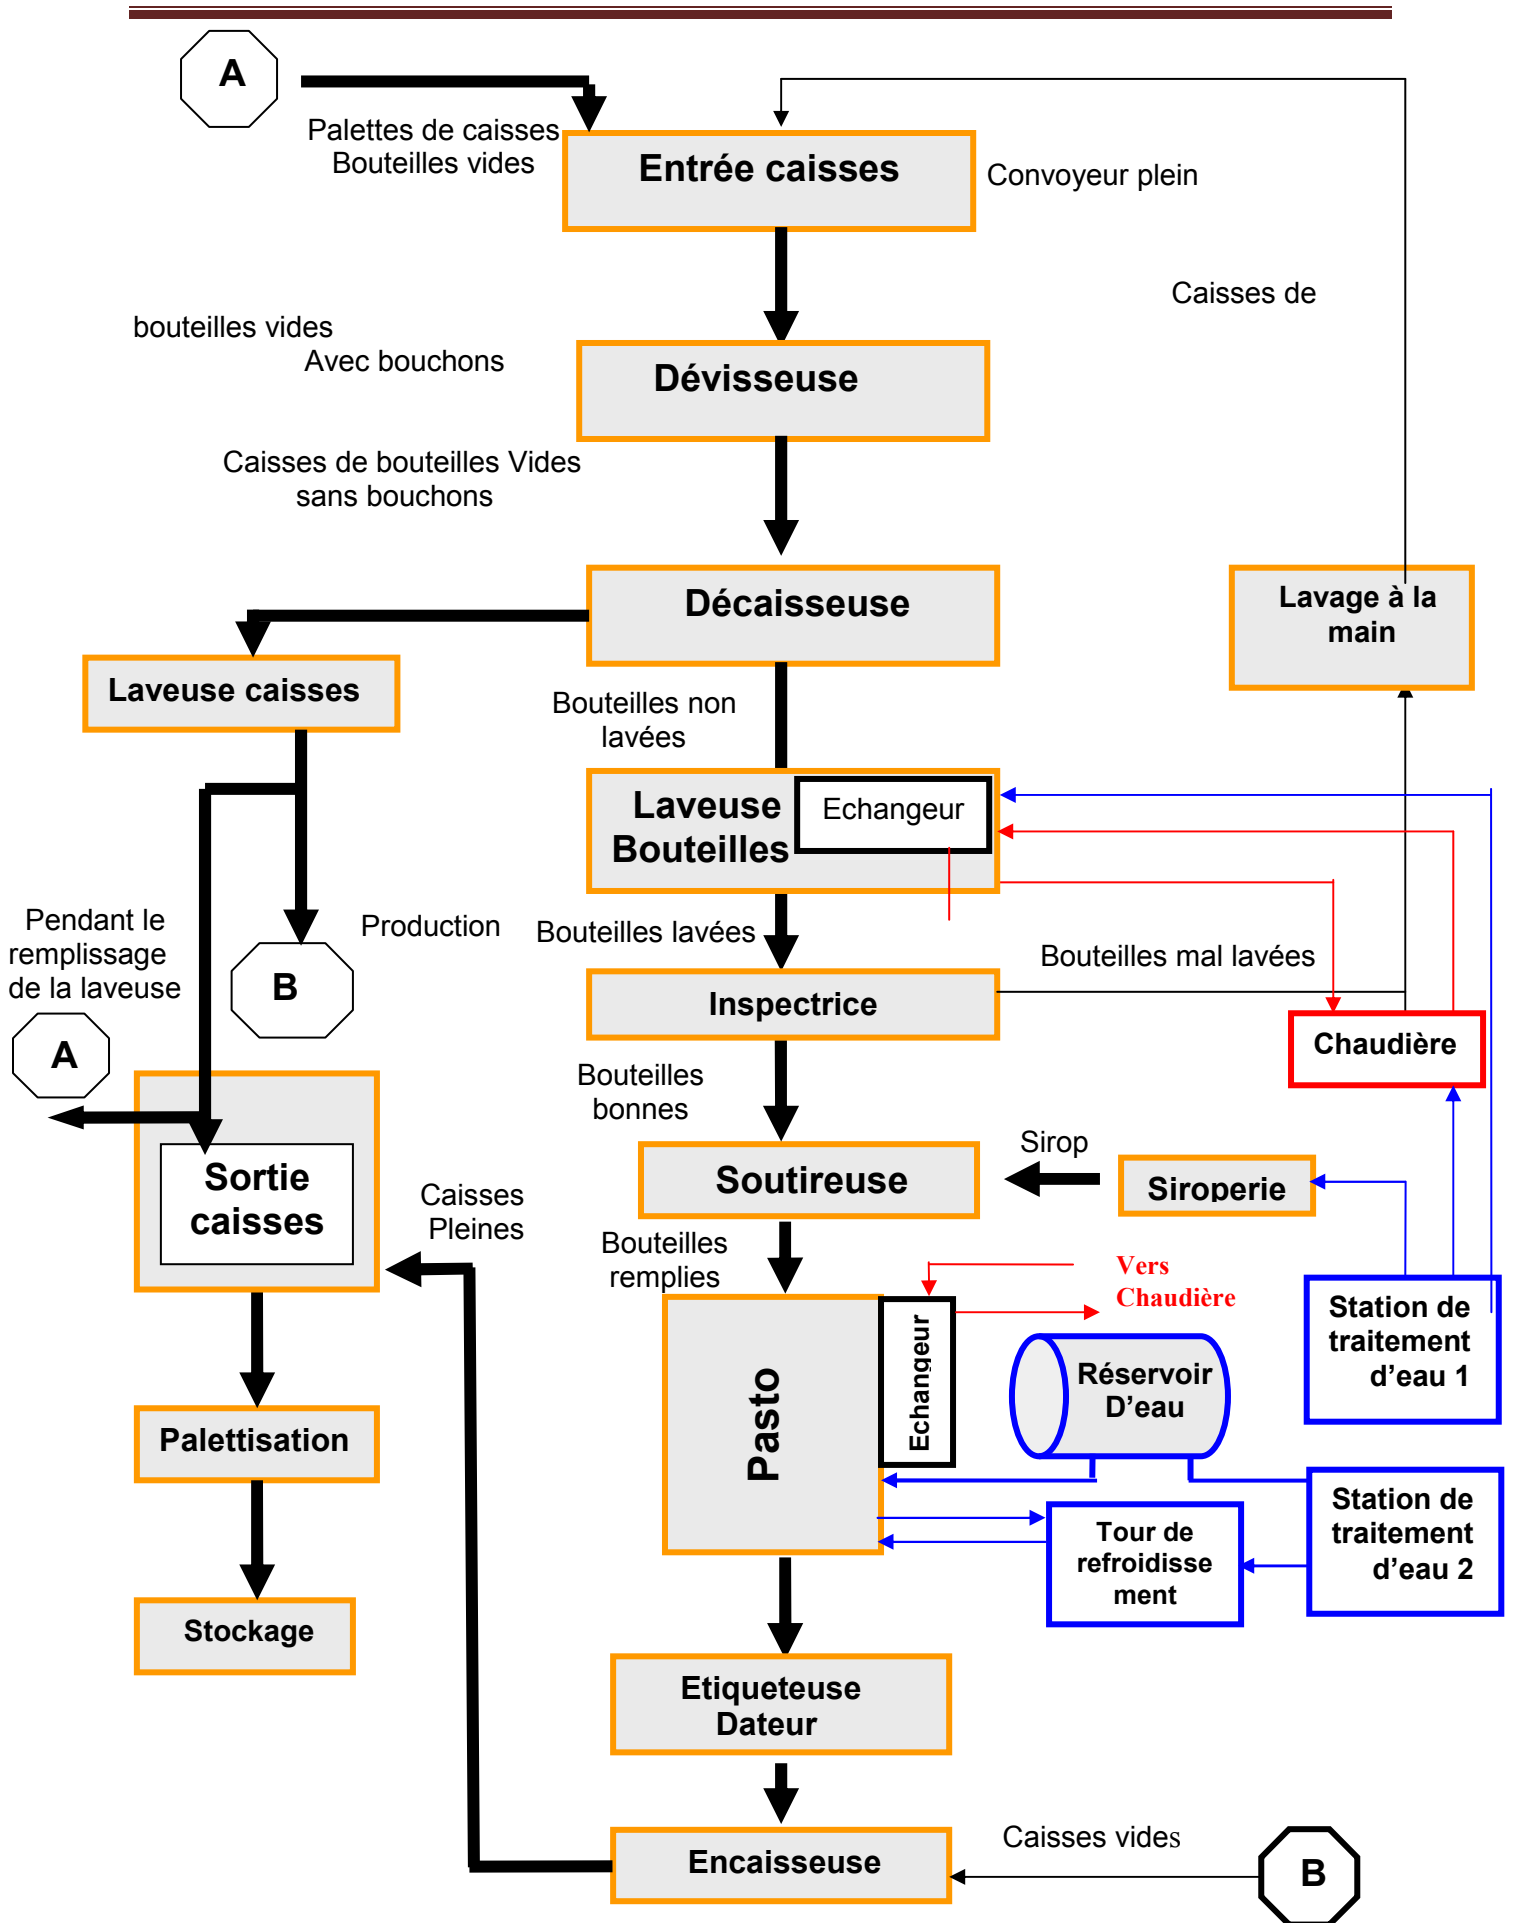 A
Palettes de caisses
Bouteilles vides
Entrée caisses
Convoyeur plein
Caisses de
bouteilles vides
Avec bouchons
Dévisseuse
Caisses de bouteilles Vides
sans bouchons
Décaisseuse
Lavage à la
main
Laveuse caisses
Bouteilles non
lavées
Laveuse
Bouteilles
Echangeur
Pendant le
remplissage
de la laveuse
Production
Bouteilles lavées
Bouteilles mal lavées
B
Inspectrice
A
Chaudière
Bouteilles
bonnes
Sortie
caisses
Soutireuse
Sirop
Siroperie
Caisses
Pleines
Bouteilles
remplies
Vers
Chaudière
Station de
traitement
d'eau 1
Pasto
Echangeur
Réservoir
D'eau
Palettisation
Station de
traitement
d'eau 2
Tour de
refroidisse
ment
Stockage
Etiqueteuse
Dateur
Encaisseuse
Caisses vides
B